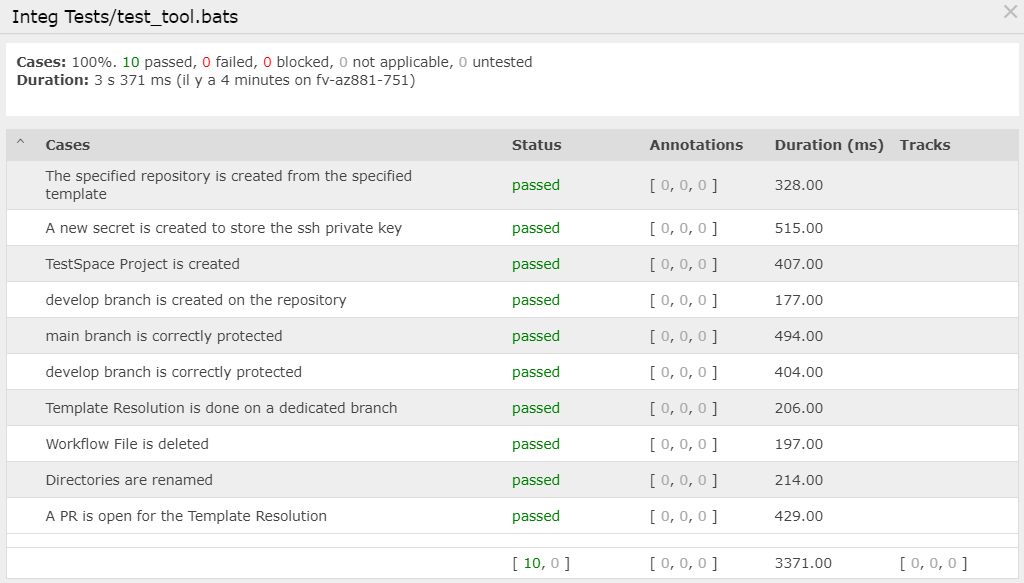 Integ Tests/test_tool.bats
Cases: 100%. 10 passed, 0 failed, 0 blocked, 0 not applicable, 0 untested
Duration: 3 s 371 ms (il y a 4 minutes on fv-az881-751)
^ Cases Status Annotations Duration (ms) Tracks
The specified repository is created from the specified
template passed [ 0, 0, 0 ] 328.00
A new secret is created to store the ssh private key passed [ 0, 0, 0 ] 515.00
TestSpace Project is created passed [ 0, 0, 0 ] 407.00
develop branch is created on the repository passed [ 0, 0, 0 ] 177.00
main branch is correctly protected passed [ 0, 0, 0 ] 494.00
develop branch is correctly protected passed [ 0, 0, 0 ] 404.00
Template Resolution is done on a dedicated branch passed [ 0, 0, 0 ] 206.00
Workflow File is deleted passed [ 0, 0, 0 ] 197.00
Directories are renamed passed [ 0, 0, 0 ] 214.00
A PR is open for the Template Resolution passed [ 0, 0, 0 ] 429.00
[ 10, 0 ] [ 0, 0, 0 ] 3371.00 [ 0, 0, 0 ]